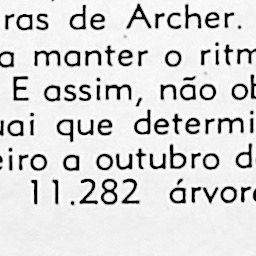 ras de Archer.
a manter o ritm
E assim, não ob
uai que determi
eiro a outubro d
11.282 árvor